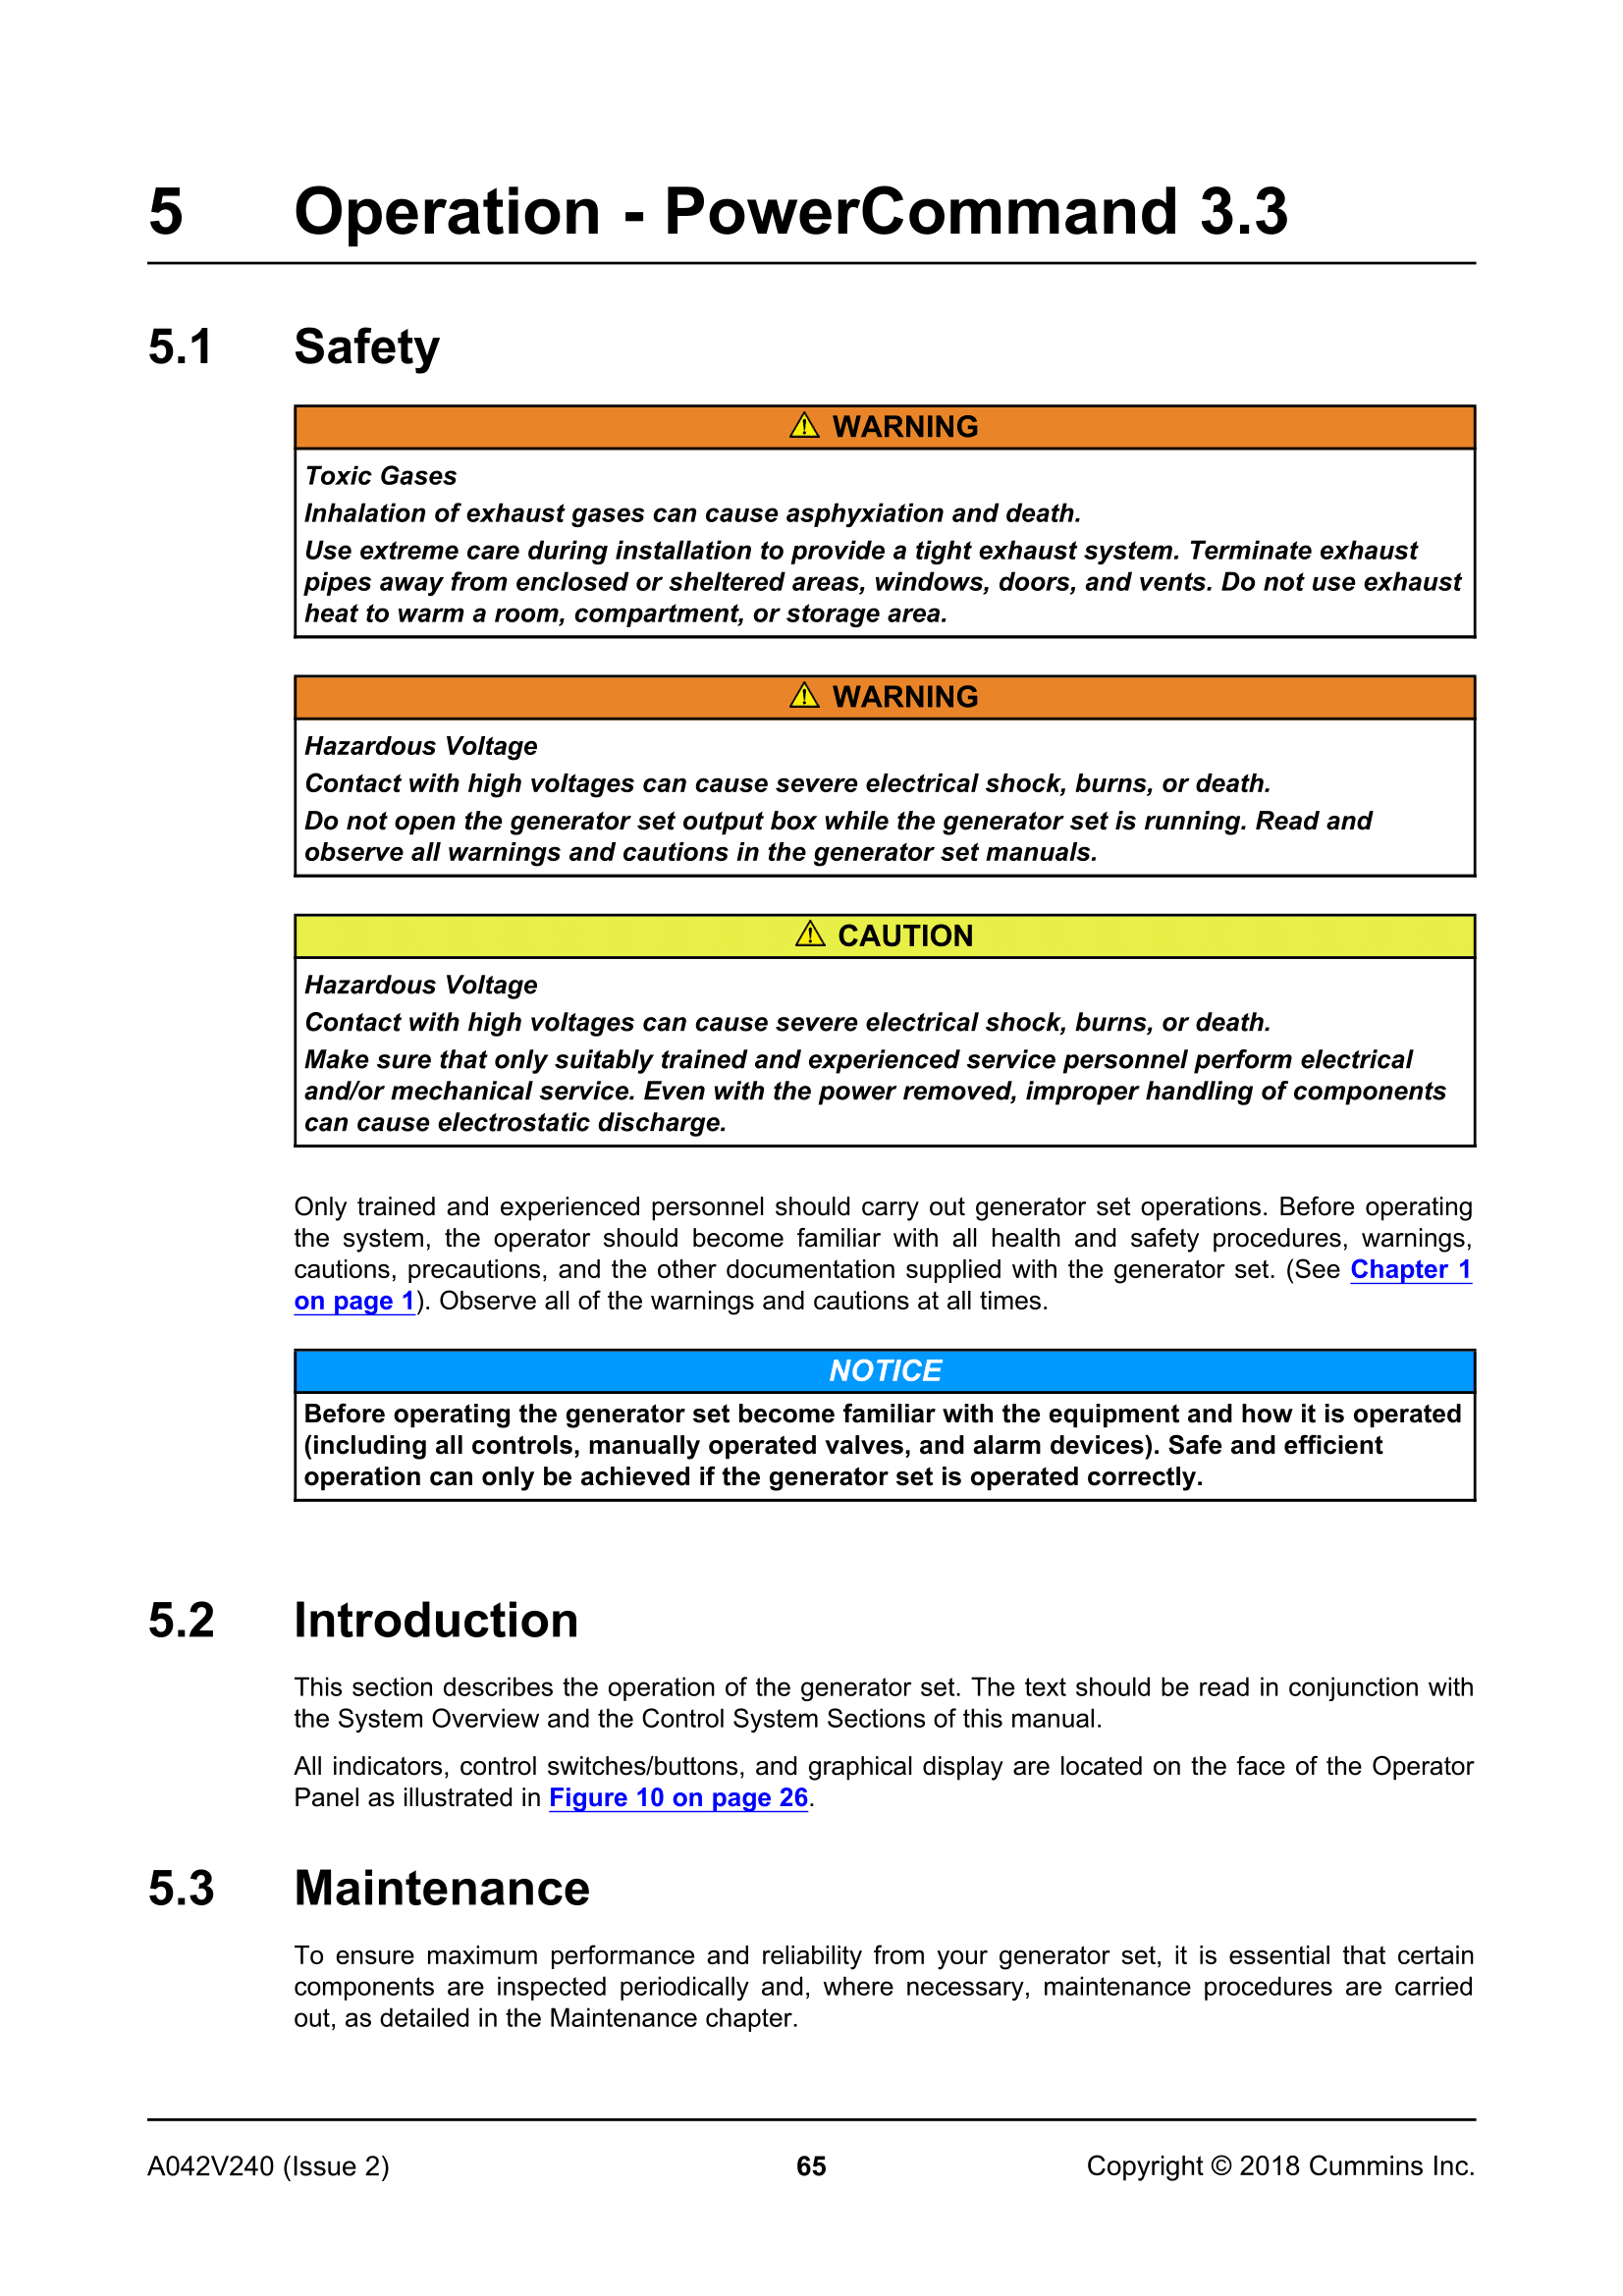 5 Operation - PowerCommand 3.3
5.1 Safety
WARNING
Toxic Gases
Inhalation of exhaust gases can cause asphyxiation and death.
Use extreme care during installation to provide a tight exhaust system. Terminate exhaust
pipes away from enclosed or sheltered areas, windows, doors, and vents. Do not use exhaust
heat to warm a room, compartment, or storage area.
WARNING
Hazardous Voltage
Contact with high voltages can cause severe electrical shock, burns, or death.
Do not open the generator set output box while the generator set is running. Read and
observe all warnings and cautions in the generator set manuals.
CAUTION
Hazardous Voltage
Contact with high voltages can cause severe electrical shock, burns, or death.
Make sure that only suitably trained and experienced service personnel perform electrical
and/or mechanical service. Even with the power removed, improper handling of components
can cause electrostatic discharge.
Only trained and experienced personnel should carry out generator set operations. Before operating
the system, the operator should become familiar with all health and safety procedures, warnings,
cautions, precautions, and the other documentation supplied with the generator set. (See Chapter 1
on page 1). Observe all of the warnings and cautions at all times.
NOTICE
Before operating the generator set become familiar with the equipment and how it is operated
(including all controls, manually operated valves, and alarm devices). Safe and efficient
operation can only be achieved if the generator set is operated correctly.
5.2 Introduction
This section describes the operation of the generator set. The text should be read in conjunction with
the System Overview and the Control System Sections of this manual.
All indicators, control switches/buttons, and graphical display are located on the face of the Operator
Panel as illustrated in Figure 10 on page 26.
5.3 Maintenance
To ensure maximum performance and reliability from your generator set, it is essential that certain
components are inspected periodically and, where necessary, maintenance procedures are carried
out, as detailed in the Maintenance chapter.
A042V240 (Issue 2) 65 Copyright © 2018 Cummins Inc.